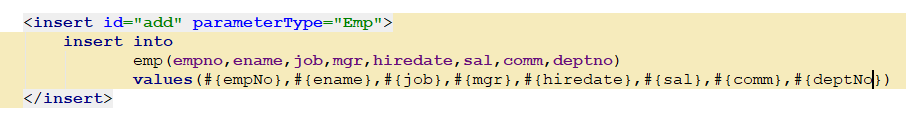 <insert id="add" parameterType="Emp">
insert into
emp(empno,ename,job,mgr,hiredate,sal,comm,deptno)
values(#{empNo},#{ename},#{job},#{mgr},#{hiredate},#{sal},#{comm},#{deptNo})
</insert>